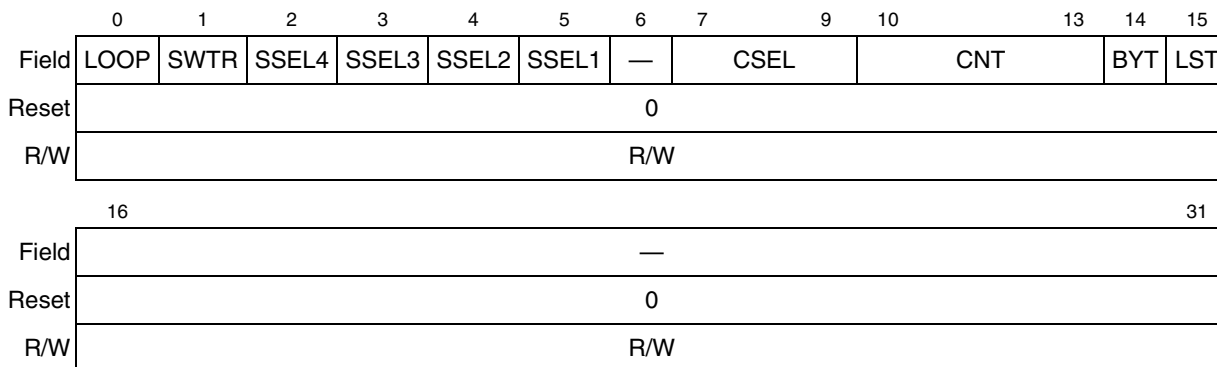 0 1 2 3 4 5 6 7 9 10 13 14 15
Field LOOP SWTR SSEL4 SSEL3 SSEL2 SSEL1 — CSEL CNT BYT LST
Reset 0
R/W R/W
16 31
Field —
Reset 0
R/W R/W